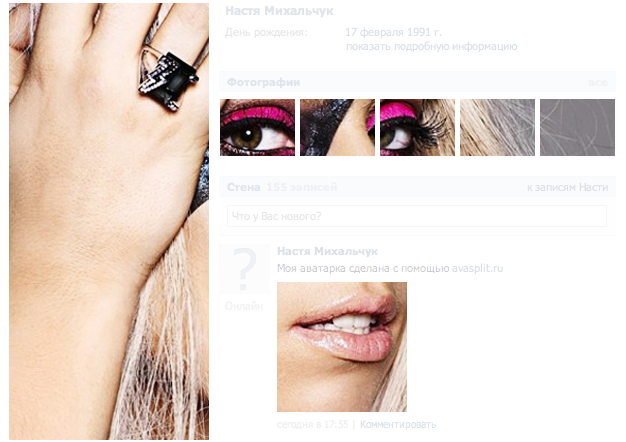 Настя Михальчук
День рождения: 17 февраля 1991 г.
показать подробную информацию
Фотографии все
Стена 155 записей к записям Насти
Что у Вас нового?
Настя Михальчук
Моя аватарка сделана с помощью avasplit.ru
?
Онлайн
сегодня в 17:55 | Комментировать